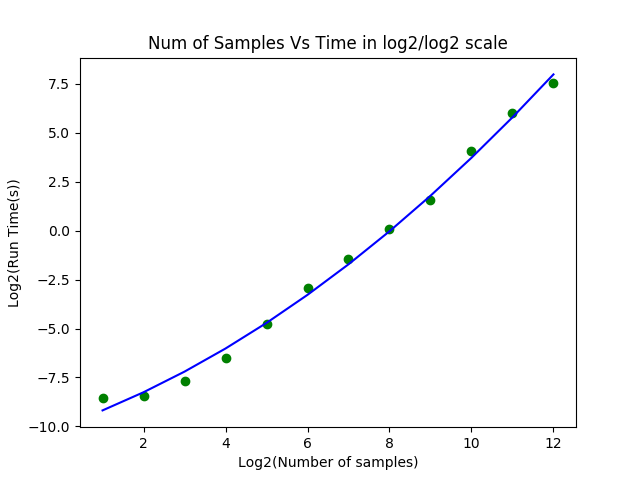 Num of Samples Vs Time in log2/log2 scale
7.5
5.0
2.5
0.0
−2.5
−5.0
−7.5
−10.0
Log2(Run Time(s))
2 4 6 8 10 12
Log2(Number of samples)